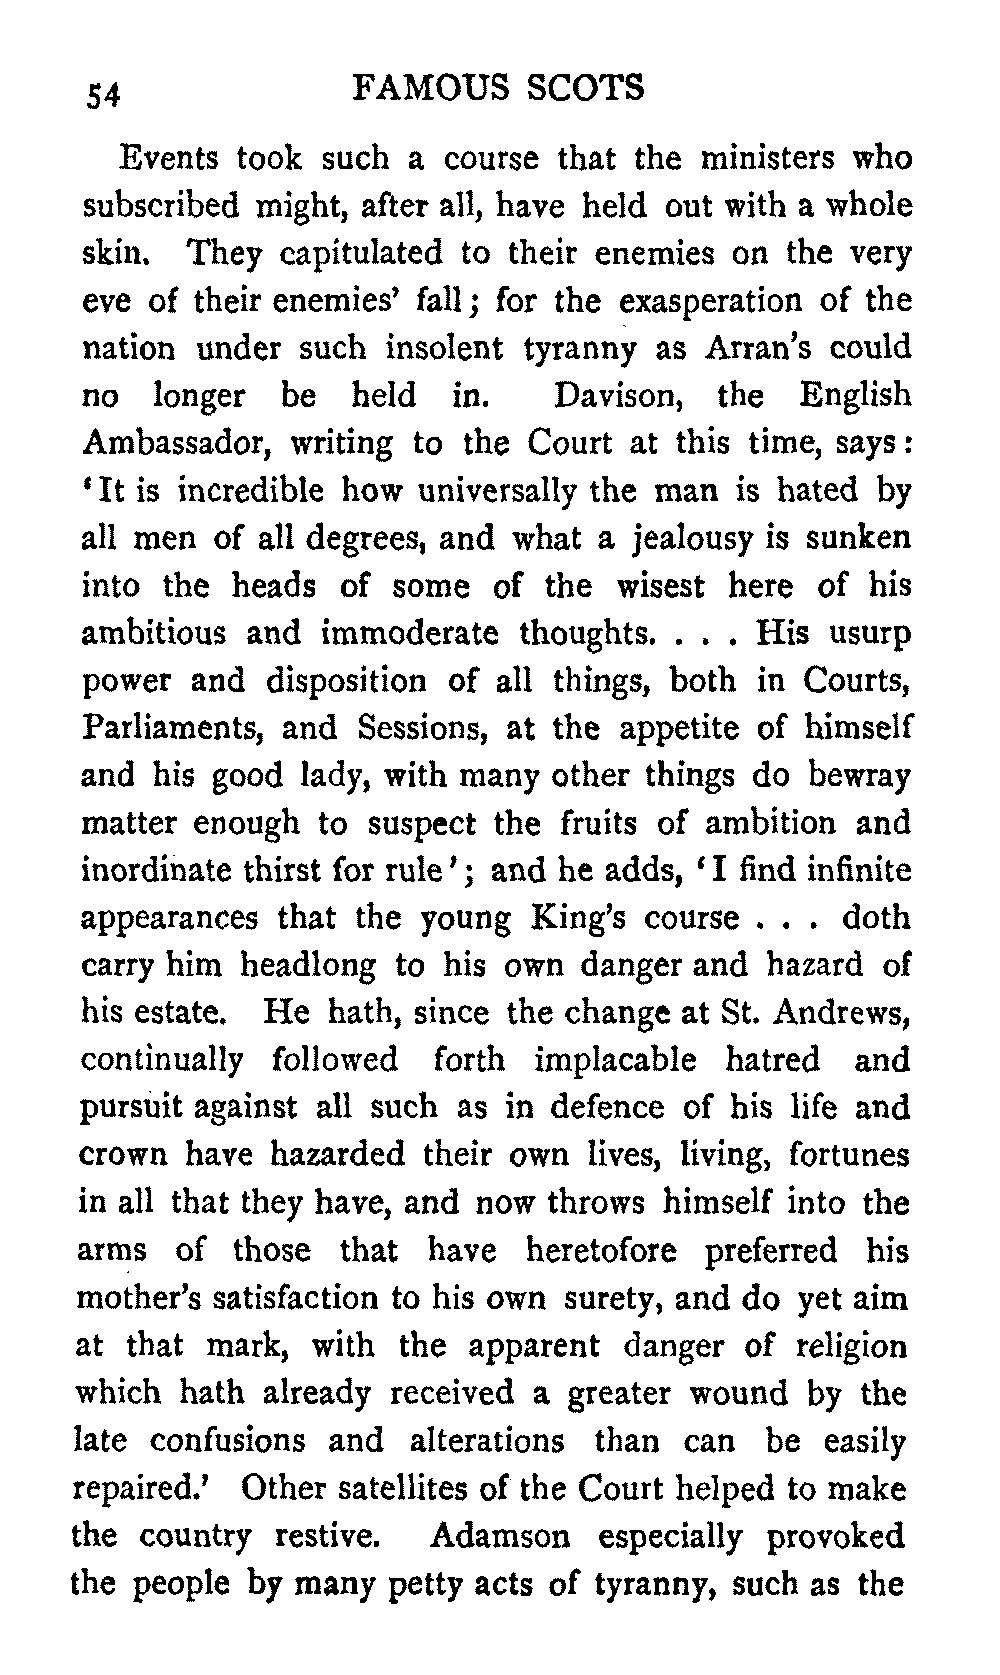 54 FAMOUS SCOTS
Events took such a course that the ministers who
subscribed might, after all, have held out with a whole
skin. They capitulated to their enemies on the very
eve of their enemies' fall; for the exasperation of the
nation under such insolent tyranny as Arran's could
no longer be held in. Davison, the English
Ambassador, writing to the Court at this time, says:
'It is incredible how universally the man is hated by
all men of all degrees, and what a jealousy is sunken
into the heads of some of the wisest here of his
ambitious and immoderate thoughts. . . . His usurp
power and disposition of all things, both in Courts,
Parliaments, and Sessions, at the appetite of himself
and his good lady, with many other things do bewray
matter enough to suspect the fruits of ambition and
inordinate thirst for rule'; and he adds, 'I find infinite
appearances that the young King's course . . . doth
carry him headlong to his own danger and hazard of
his estate. He hath, since the change at St. Andrews,
continually followed forth implacable hatred and
pursuit against all such as in defence of his life and
crown have hazarded their own lives, living, fortunes
in all that they have, and now throws himself into the
arms of those that have heretofore preferred his
mother's satisfaction to his own surety, and do yet aim
at that mark, with the apparent danger of religion
which hath already received a greater wound by the
late confusions and alterations than can be easily
repaired.' Other satellites of the Court helped to make
the country restive. Adamson especially provoked
the people by many petty acts of tyranny, such as the